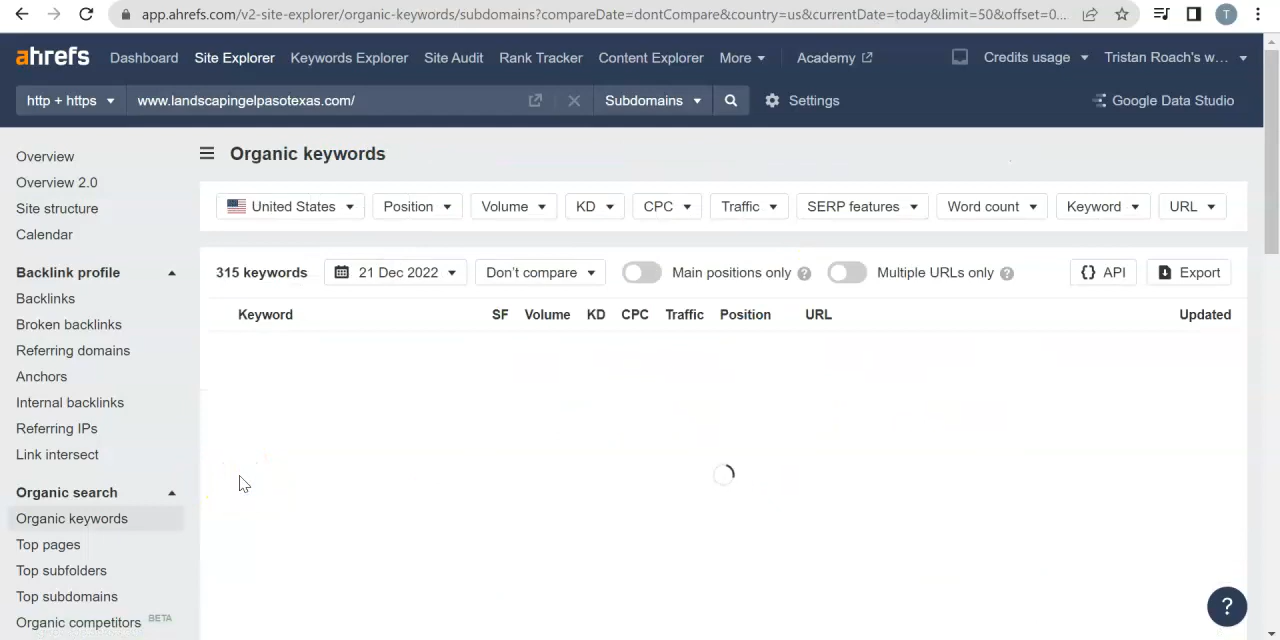 app.ahrefs.com/v2-site-explorer/organic-keywords/subdomains?compareDate=dontCompare&country=us&currentDate=today&limit=50&offset=0...
T
ahrefs Dashboard Site Explorer Keywords Explorer Site Audit Rank Tracker Content Explorer More Academy Credits usage Tristan Roach's w...
http + https www.landscapingelpasotexas.com/ Subdomains Settings Google Data Studio
Overview
Overview 2.0
Site structure
Calendar
Backlink profile
Backlinks
Broken backlinks
Referring domains
Anchors
Internal backlinks
Referring IPs
Link intersect
Organic search
Organic keywords
Top pages
Top subfolders
Top subdomains
Organic competitors BETA
Organic keywords
United States Position Volume KD CPC Traffic SERP features Word count Keyword URL
315 keywords 21 Dec 2022 Don't compare Main positions only ? Multiple URLs only ? {} API Export
Keyword SF Volume KD CPC Traffic Position URL Updated
?